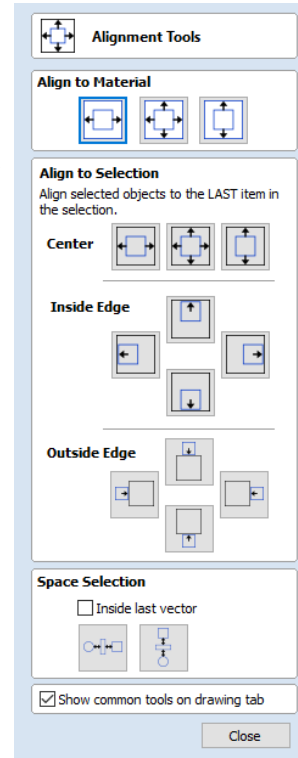 Alignment Tools
Align to Material
Align to Selection
Align selected objects to the LAST item in
the selection.
Center
Inside Edge
Outside Edge
Space Selection
Inside last vector
Show common tools on drawing tab
Close